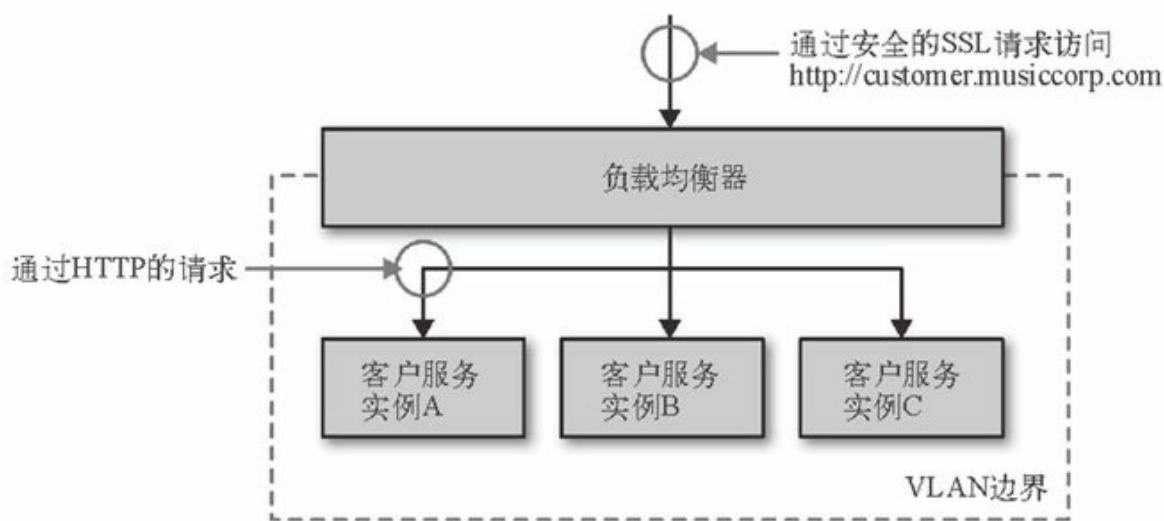 通过安全的SSL请求访问
http://customer.musiccorp.com
负载均衡器
通过HTTP的请求
客户服务
实例A
客户服务
实例B
客户服务
实例C
VLAN边界